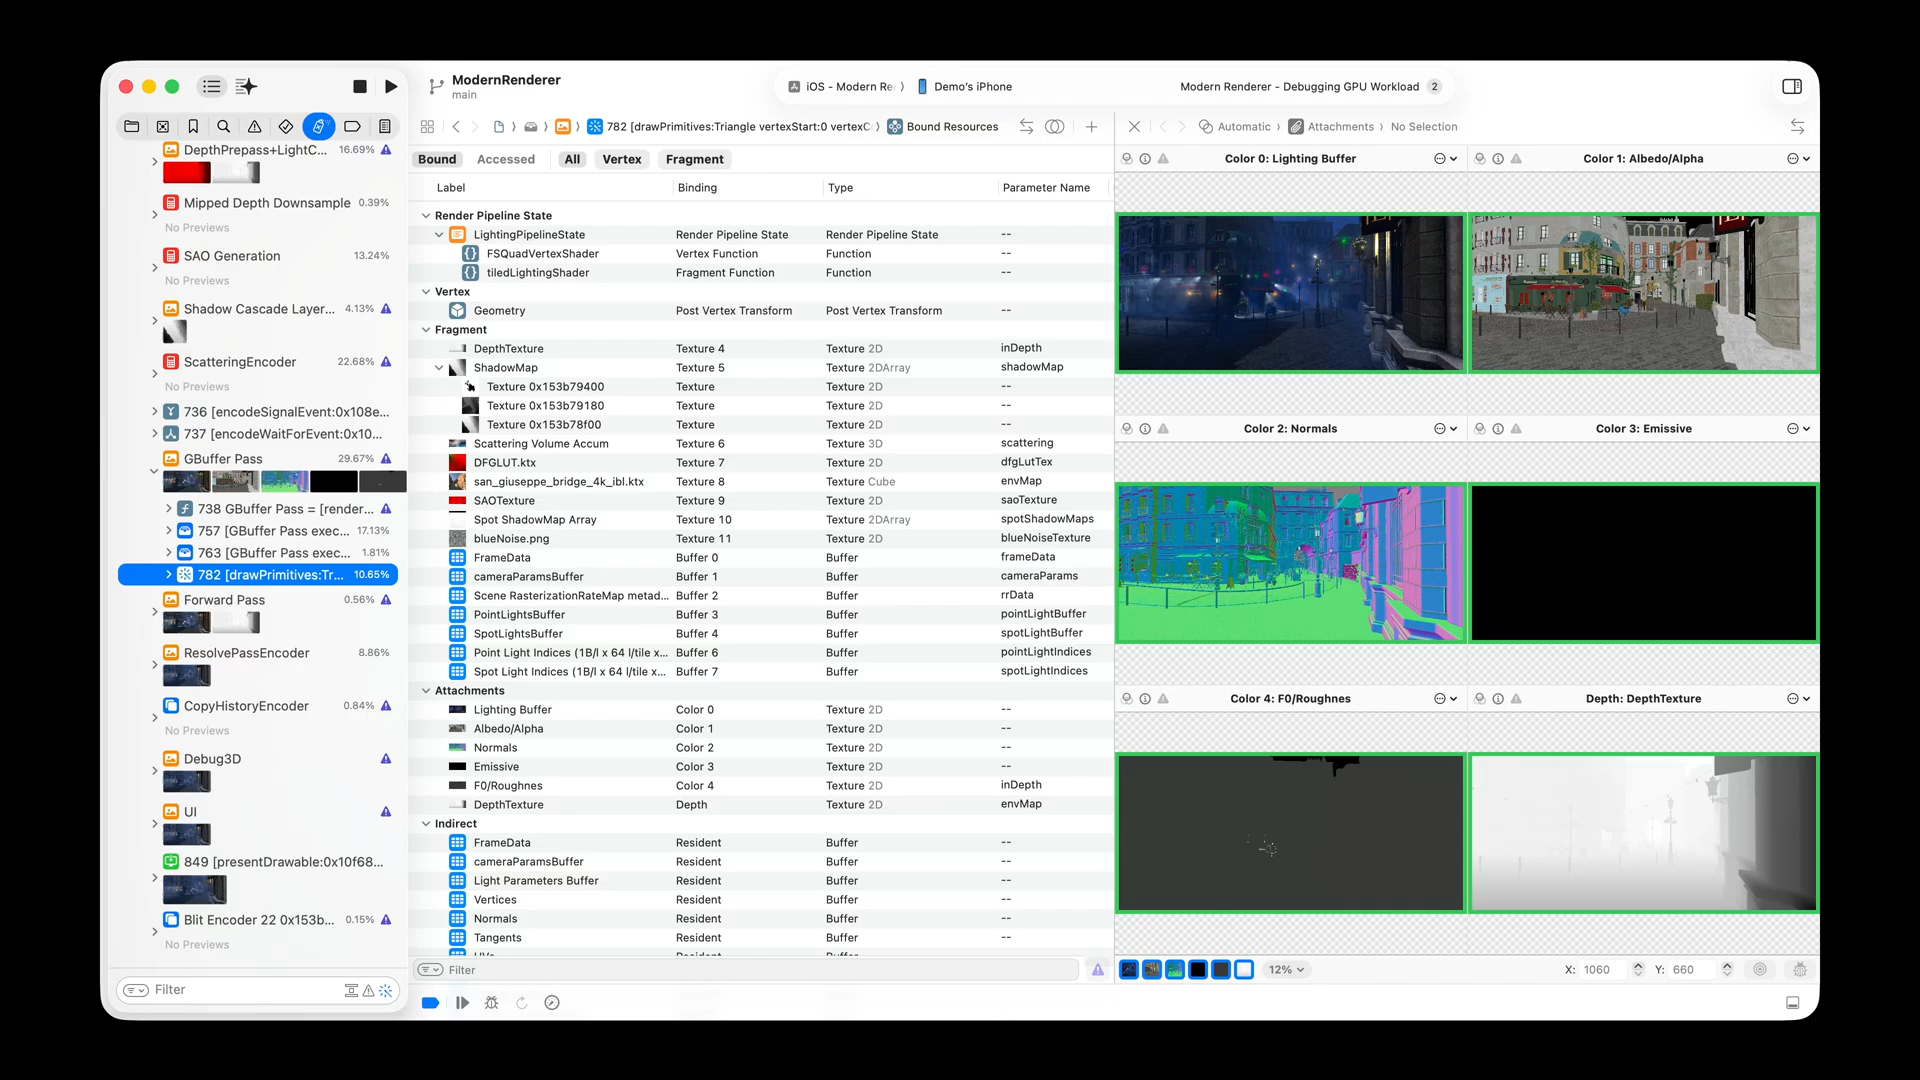 ModernRenderer
main
iOS - Modern Re
Demo's iPhone
Modern Renderer - Debugging GPU Workload
2
782 [drawPrimitives:Triangle vertexStart:0 vertexC
Bound Resources
Automatic
Attachments
No Selection
DepthPrepass+LightC... 16.69%
Mipped Depth Downsample 0.39%
No Previews
SAO Generation 13.24%
No Previews
Shadow Cascade Layer... 4.13%
ScatteringEncoder 22.68%
No Previews
736 [encodeSignalEvent:0x108e...
737 [encodeWaitForEvent:0x10...
GBuffer Pass 29.67%
738 GBuffer Pass = [render...
757 [GBuffer Pass exec... 17.13%
763 [GBuffer Pass exec... 1.81%
782 [drawPrimitives:Tr... 10.65%
Forward Pass 0.56%
ResolvePassEncoder 8.86%
CopyHistoryEncoder 0.84%
No Previews
Debug3D
UI
849 [presentDrawable:0x10f68...
Blit Encoder 22 0x153b... 0.15%
No Previews
Filter
Bound Accessed All Vertex Fragment
Label Binding Type Parameter Name
Render Pipeline State
LightingPipelineState Render Pipeline State Render Pipeline State --
FSQuadVertexShader Vertex Function Function --
tiledLightingShader Fragment Function Function --
Vertex
Geometry Post Vertex Transform Post Vertex Transform --
Fragment
DepthTexture Texture 4 Texture 2D inDepth
ShadowMap Texture 5 Texture 2DArray shadowMap
Texture 0x153b79400 Texture Texture 2D --
Texture 0x153b79180 Texture Texture 2D --
Texture 0x153b78f00 Texture Texture 2D --
Scattering Volume Accum Texture 6 Texture 3D scattering
DFGLUT.ktx Texture 7 Texture 2D dfgLutTex
san_giuseppe_bridge_4k_ibl.ktx Texture 8 Texture Cube envMap
SAOTexture Texture 9 Texture 2D saoTexture
Spot ShadowMap Array Texture 10 Texture 2DArray spotShadowMaps
blueNoise.png Texture 11 Texture 2D blueNoiseTexture
FrameData Buffer 0 Buffer frameData
cameraParamsBuffer Buffer 1 Buffer cameraParams
Scene RasterizationRateMap metad... Buffer 2 Buffer rrData
PointLightsBuffer Buffer 3 Buffer pointLightBuffer
SpotLightsBuffer Buffer 4 Buffer spotLightBuffer
Point Light Indices (1B/l x 64 l/tile x... Buffer 6 Buffer pointLightIndices
Spot Light Indices (1B/l x 64 l/tile x... Buffer 7 Buffer spotLightIndices
Attachments
Lighting Buffer Color 0 Texture 2D --
Albedo/Alpha Color 1 Texture 2D --
Normals Color 2 Texture 2D --
Emissive Color 3 Texture 2D --
F0/Roughnes Color 4 Texture 2D inDepth
DepthTexture Depth Texture 2D envMap
Indirect
FrameData Resident Buffer --
cameraParamsBuffer Resident Buffer --
Light Parameters Buffer Resident Buffer --
Vertices Resident Buffer --
Normals Resident Buffer --
Tangents Resident Buffer --
Filter
Color 0: Lighting Buffer
Color 1: Albedo/Alpha
Color 2: Normals
Color 3: Emissive
Color 4: F0/Roughnes
Depth: DepthTexture
12%
X: 1060
Y: 660